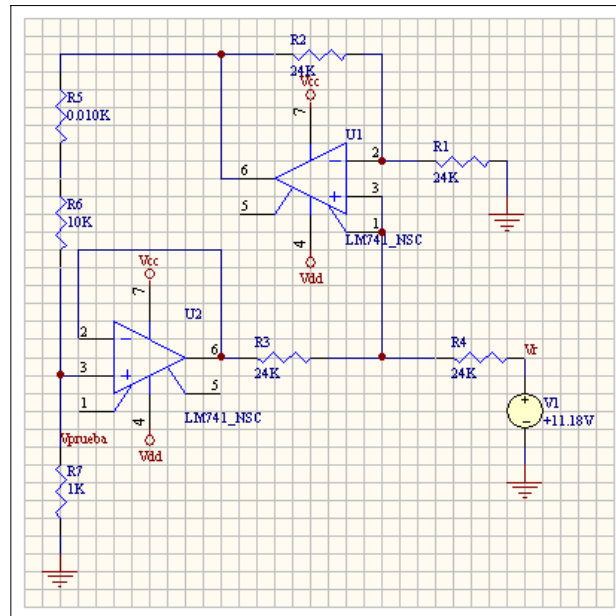 R2
24K
Vcc
7
U1
R5
0.010K
2
R1
24K
6
3
5
1
R6
10K
4
LM741_NSC
Vdd
Vcc
7
U2
2
6
R3
24K
R4
24K
Vr
3
5
1
4
LM741_NSC
V1
+11.18V
Vprueba
Vdd
R7
1K